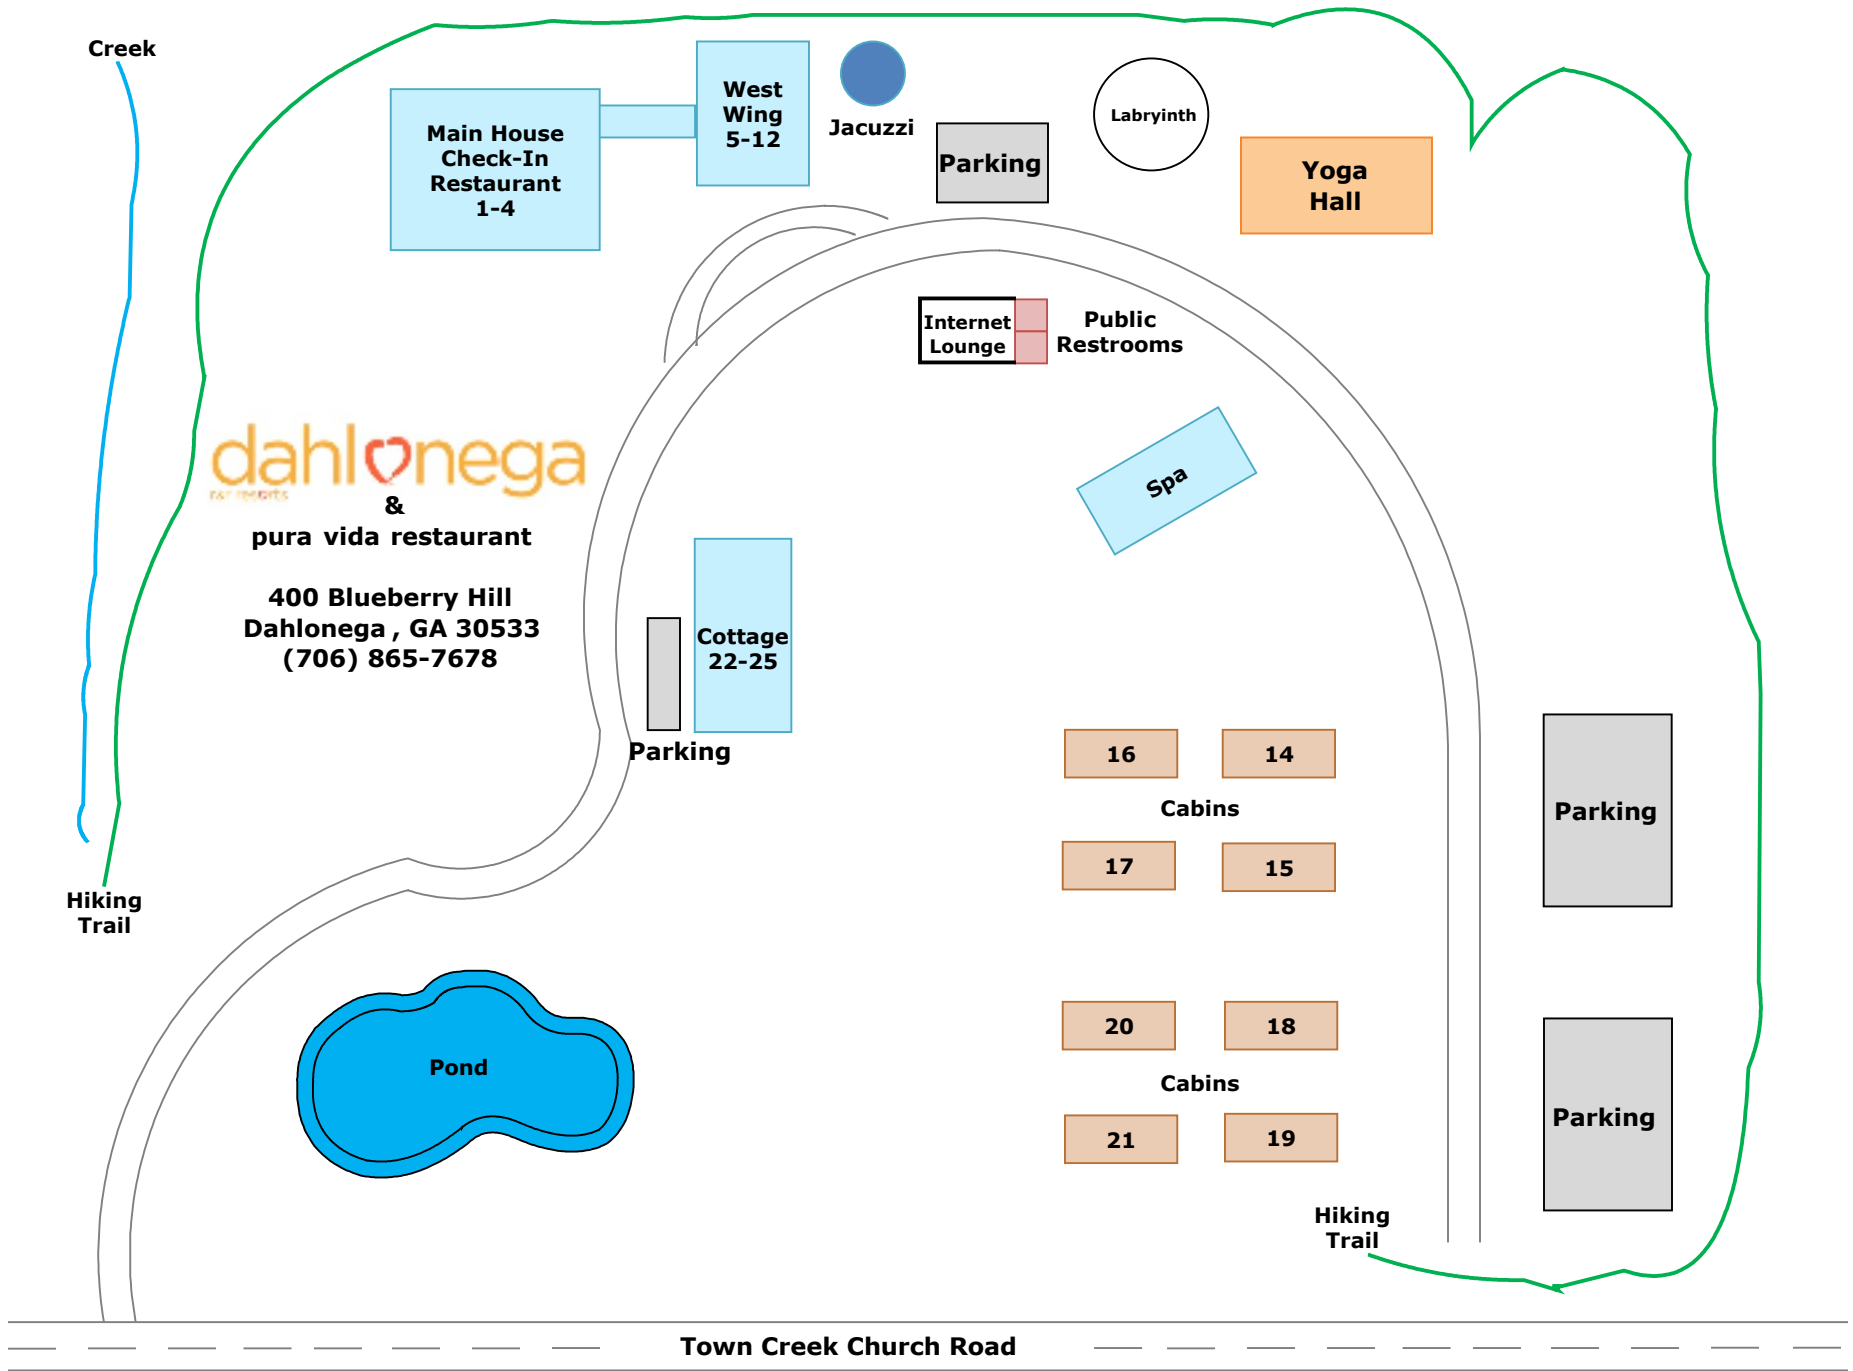 Creek
West
Wing
5-12
Jacuzzi
Main House
Check-In
Restaurant
1-4
Parking
Labryinth
Yoga
Hall
Internet
Lounge
Public
Restrooms
dahlonega
r&r resorts
&
pura vida restaurant
400 Blueberry Hill
Dahlonega , GA 30533
(706) 865-7678
Spa
Cottage
22-25
Parking
16
14
Cabins
17
15
Parking
Hiking
Trail
Pond
20
18
Cabins
21
19
Parking
Hiking
Trail
Town Creek Church Road